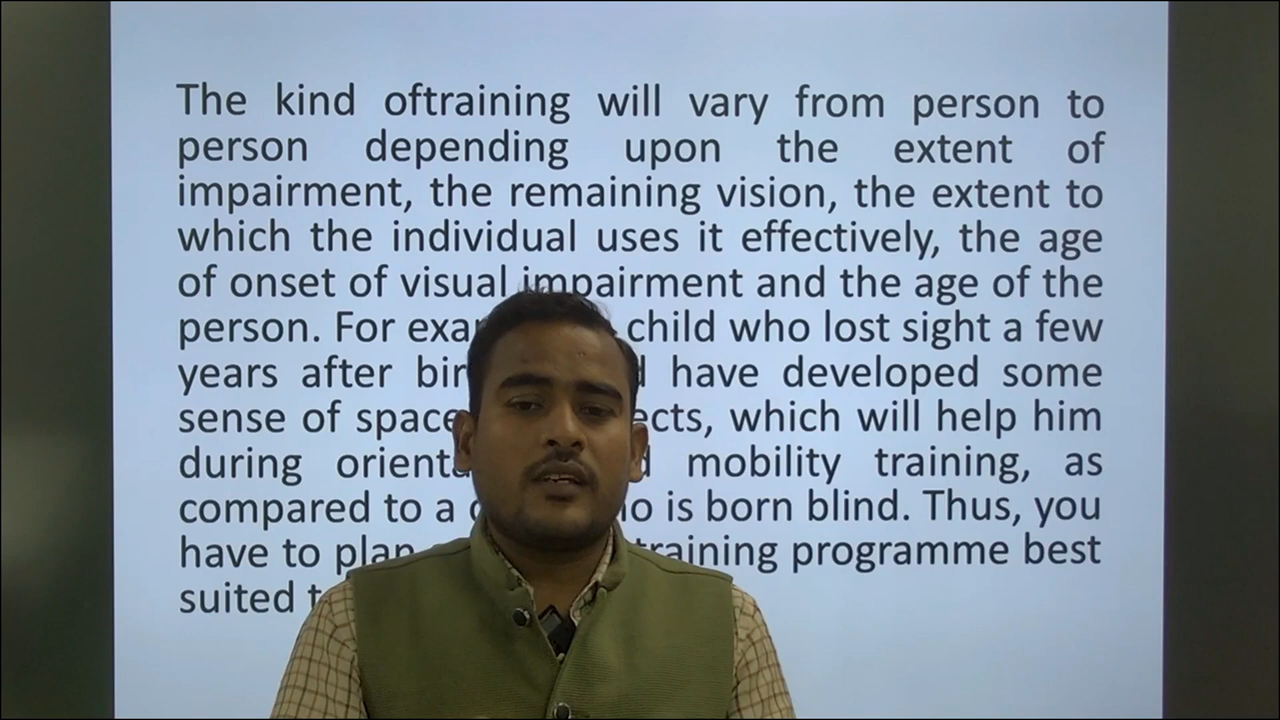 The kind oftraining will vary from person to
person depending upon the extent of
impairment, the remaining vision, the extent to
which the individual uses it effectively, the age
of onset of visual impairment and the age of the
person. For child who lost sight a few
years after have developed some
sense of space which will help him
during mobility training, as
compared to a is born blind. Thus, you
have to plan training programme best
suited